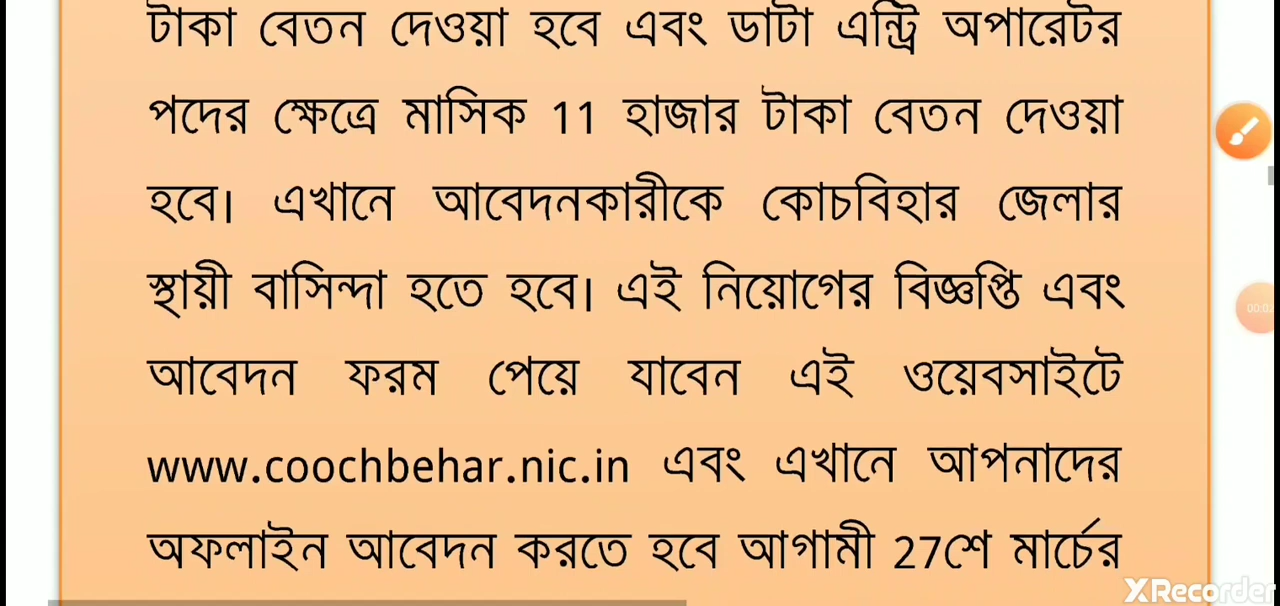 টাকা বেতন দেওয়া হবে এবং ডাটা এন্ট্রি অপারেটর
পদের ক্ষেত্রে মাসিক 11 হাজার টাকা বেতন দেওয়া
হবে। এখানে আবেদনকারীকে কোচবিহার জেলার
স্থায়ী বাসিন্দা হতে হবে। এই নিয়োগের বিজ্ঞপ্তি এবং
আবেদন ফরম পেয়ে যাবেন এই ওয়েবসাইটে
www.coochbehar.nic.in এবং এখানে আপনাদের
অফলাইন আবেদন করতে হবে আগামী 27শে মার্চের
XRecorder